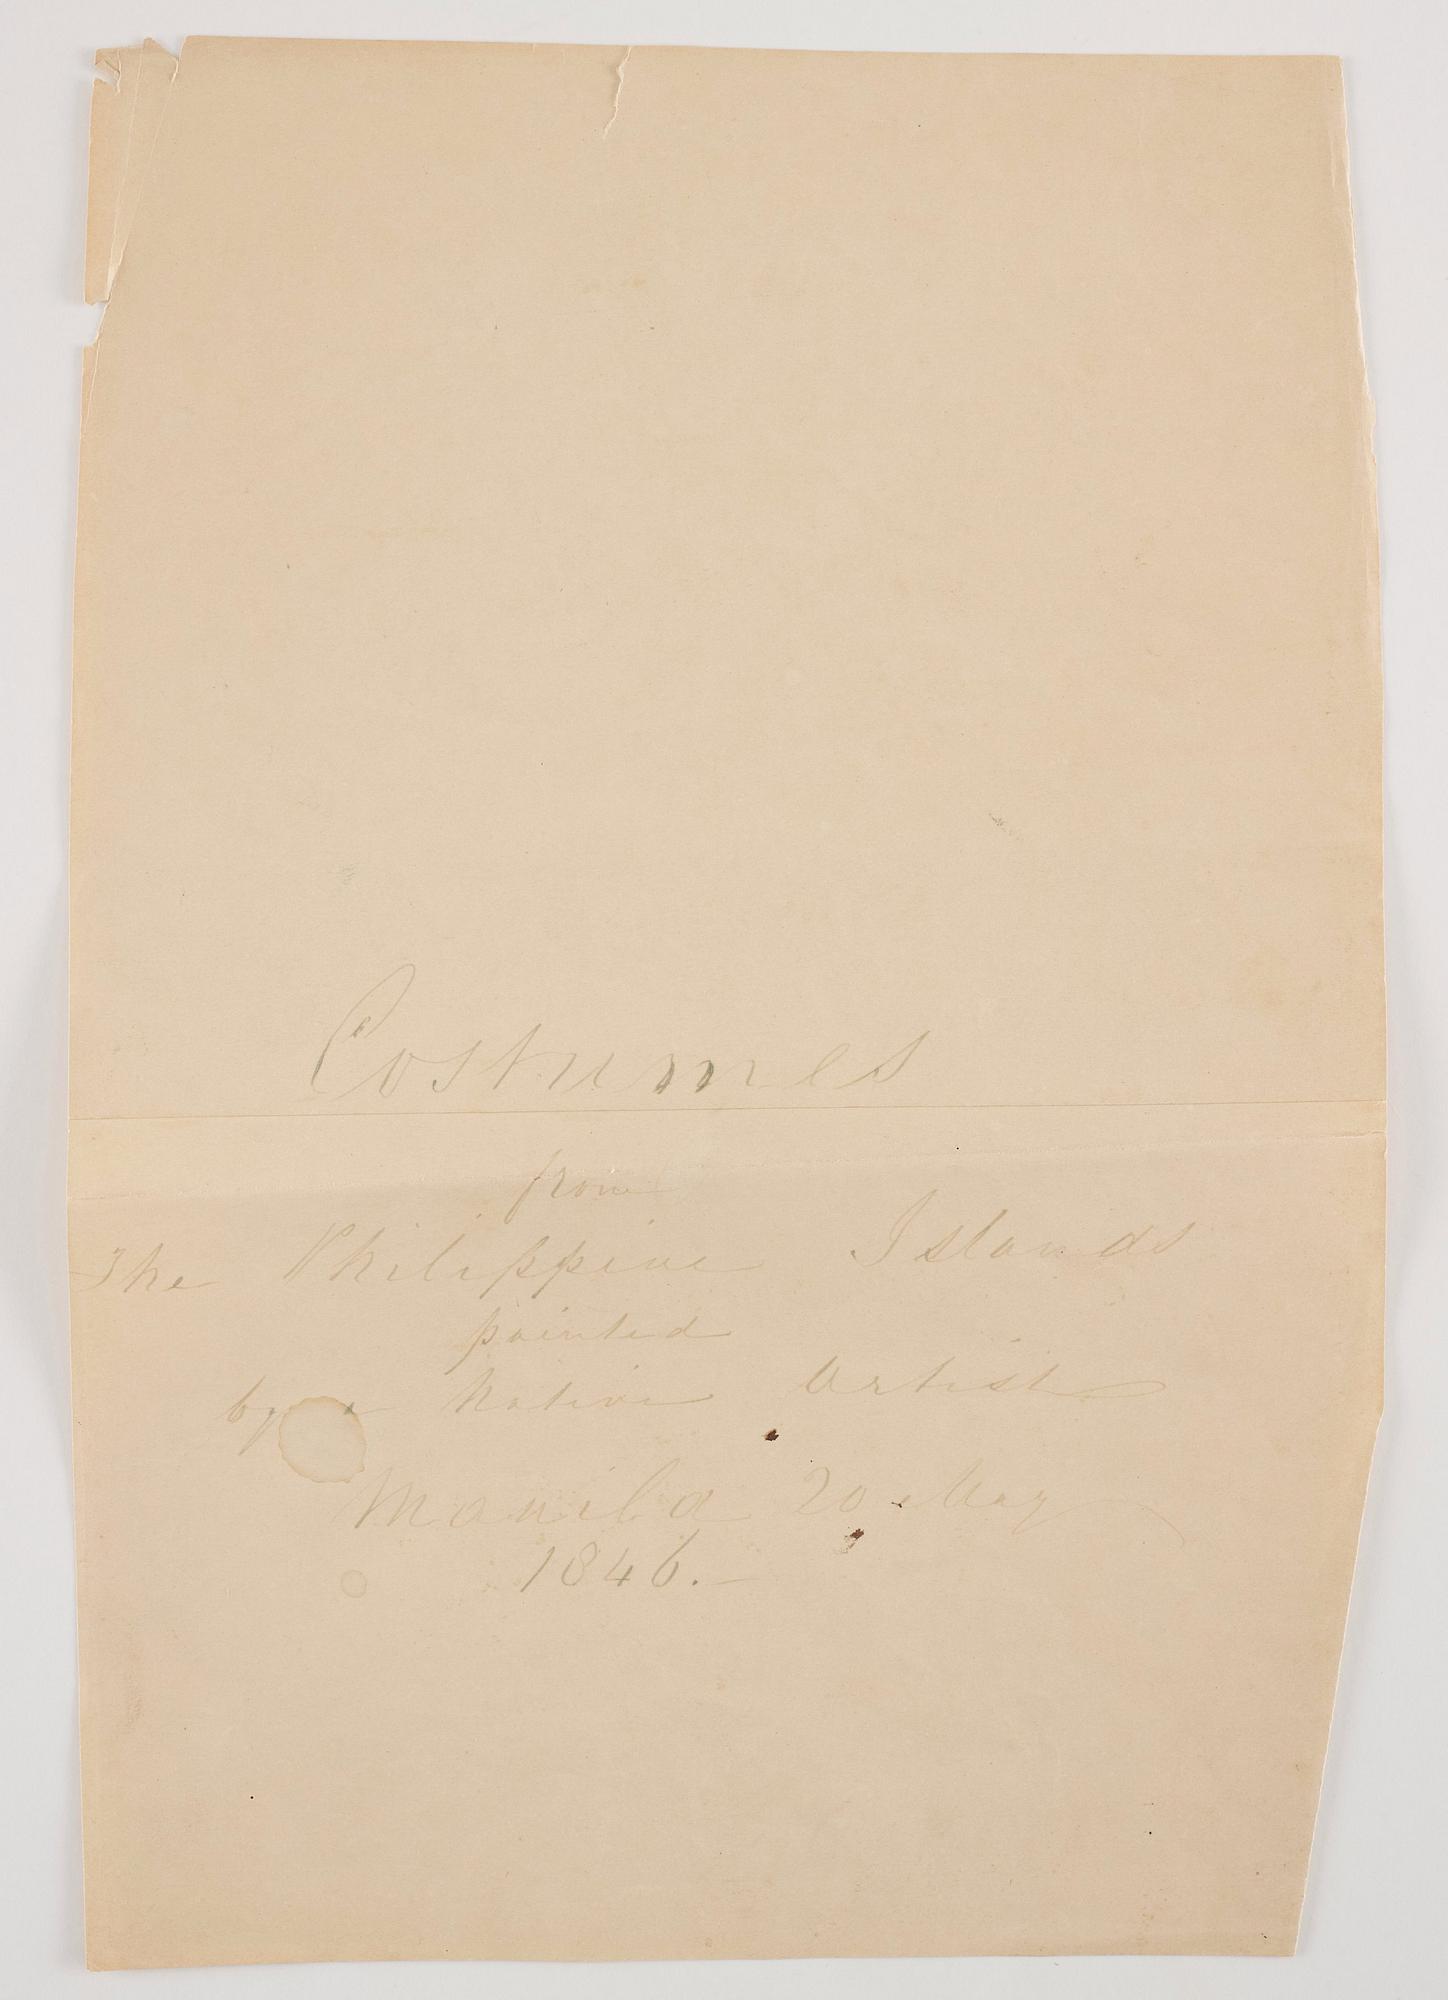 Costumes
from
The Philippine Islands
painted
by a Native Artist
Manila 20 May
1846.